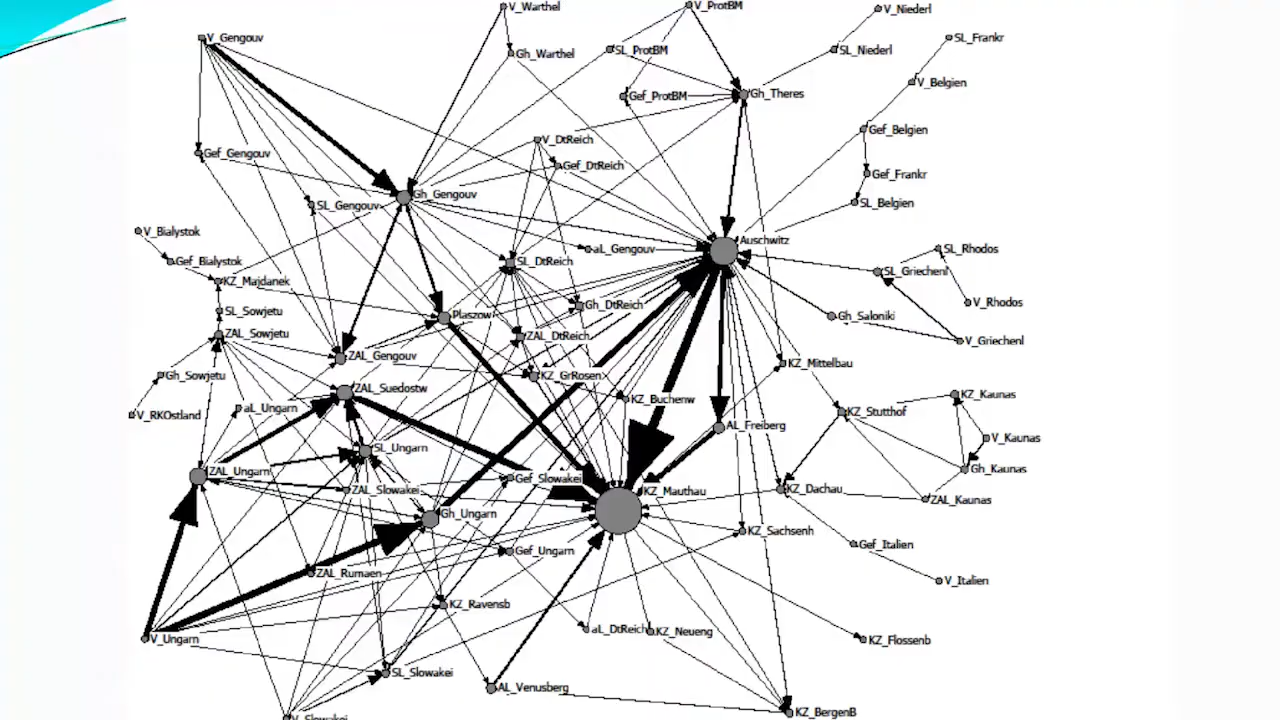 V_Warthel
V_ProtBM
V_Niederl
V_Gengouv
SL_Frankr
SL_ProtBM
SL_Niederl
Gh_Warthel
V_Belgien
Gh_Theres
Gef_ProtBM
Gef_Belgien
V_DtReich
Gef_Gengouv
Gef_DtReich
Gef_Frankr
Gh_Gengouv
SL_Gengouv
SL_Belgien
V_Bialystok
Auschwitz
aL_Gengouv
SL_Rhodos
Gef_Bialystok
SL_DtReich
SL_Griechenl
KZ_Majdanek
V_Rhodos
Gh_DtReich
SL_Sowjetu
Plaszow
Gh_Saloniki
ZAL_Sowjetu
ZAL_DtReich
V_Griechenl
ZAL_Gengouv
KZ_Mittelbau
Gh_Sowjetu
KZ_GrRosen
ZAL_Suedostw
KZ_Kaunas
KZ_Buchenw
aL_Ungarn
KZ_Stutthof
V_RKOstland
AL_Freiberg
V_Kaunas
SL_Ungarn
ZAL_Ungarn
Gh_Kaunas
Gef_Slowakei
ZAL_Slowakei
KZ_Mauthau
KZ_Dachau
ZAL_Kaunas
Gh_Ungarn
KZ_Sachsenh
Gef_Italien
Gef_Ungarn
ZAL_Rumaen
V_Italien
KZ_Ravensb
aL_DtReich
KZ_Neueng
V_Ungarn
KZ_Flossenb
SL_Slowakei
AL_Venusberg
KZ_BergenB
V_Slowakei